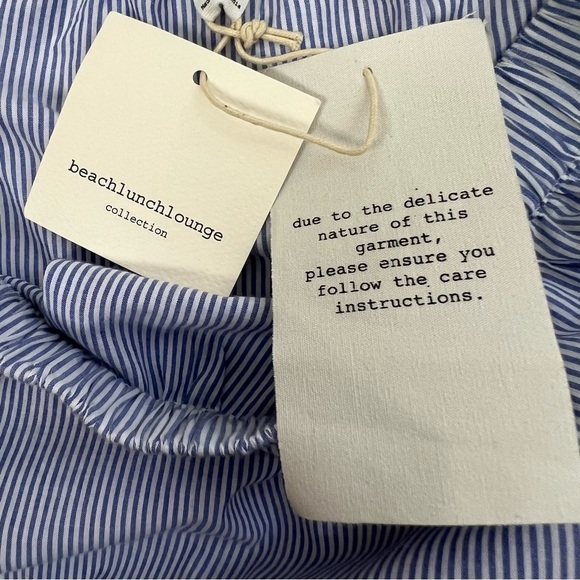 beachlunchlounge
collection
due to the delicate
nature of this
garment,
please ensure you
follow the care
instructions.